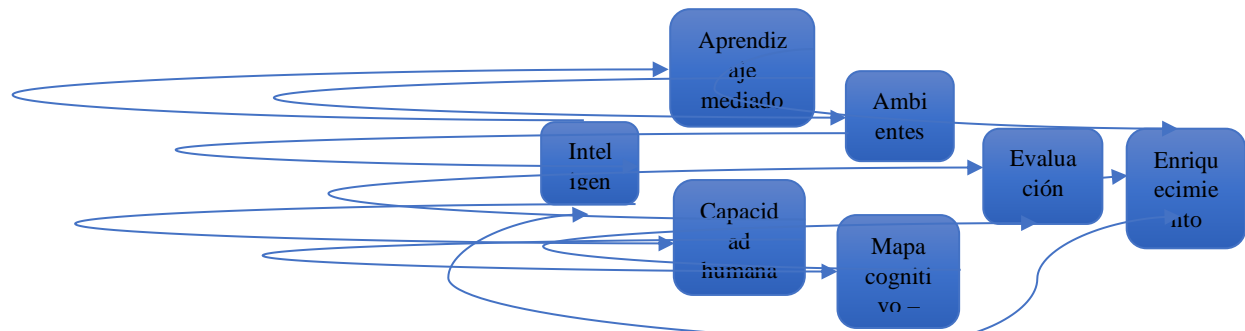 Aprendiz
aje
mediado
Ambi
entes
Intel
igen
Evalua
ción
Enriqu
ecimie
nto
Capacid
ad
humana
Mapa
cogniti
vo –